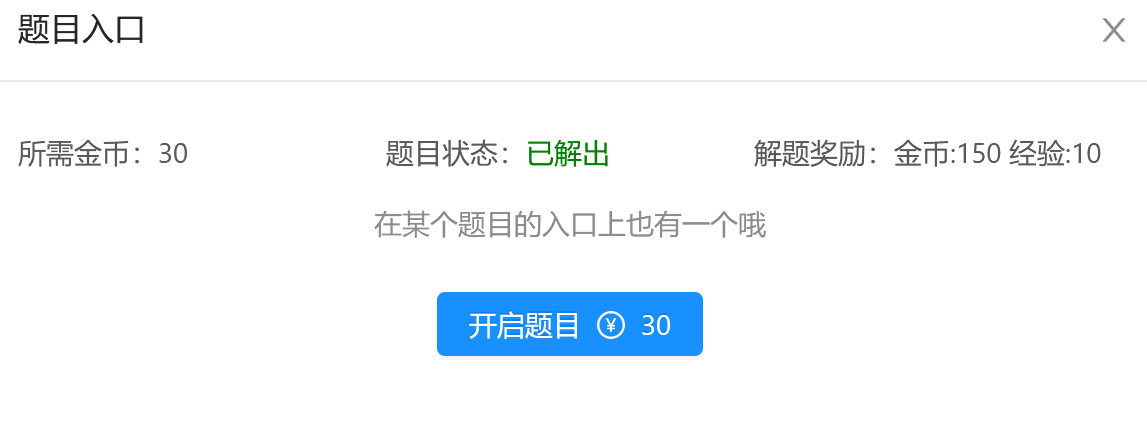 题目入口
所需金币：30 题目状态：已解出 解题奖励：金币:150 经验:10
在某个题目的入口上也有一个哦
开启题目 ¥ 30